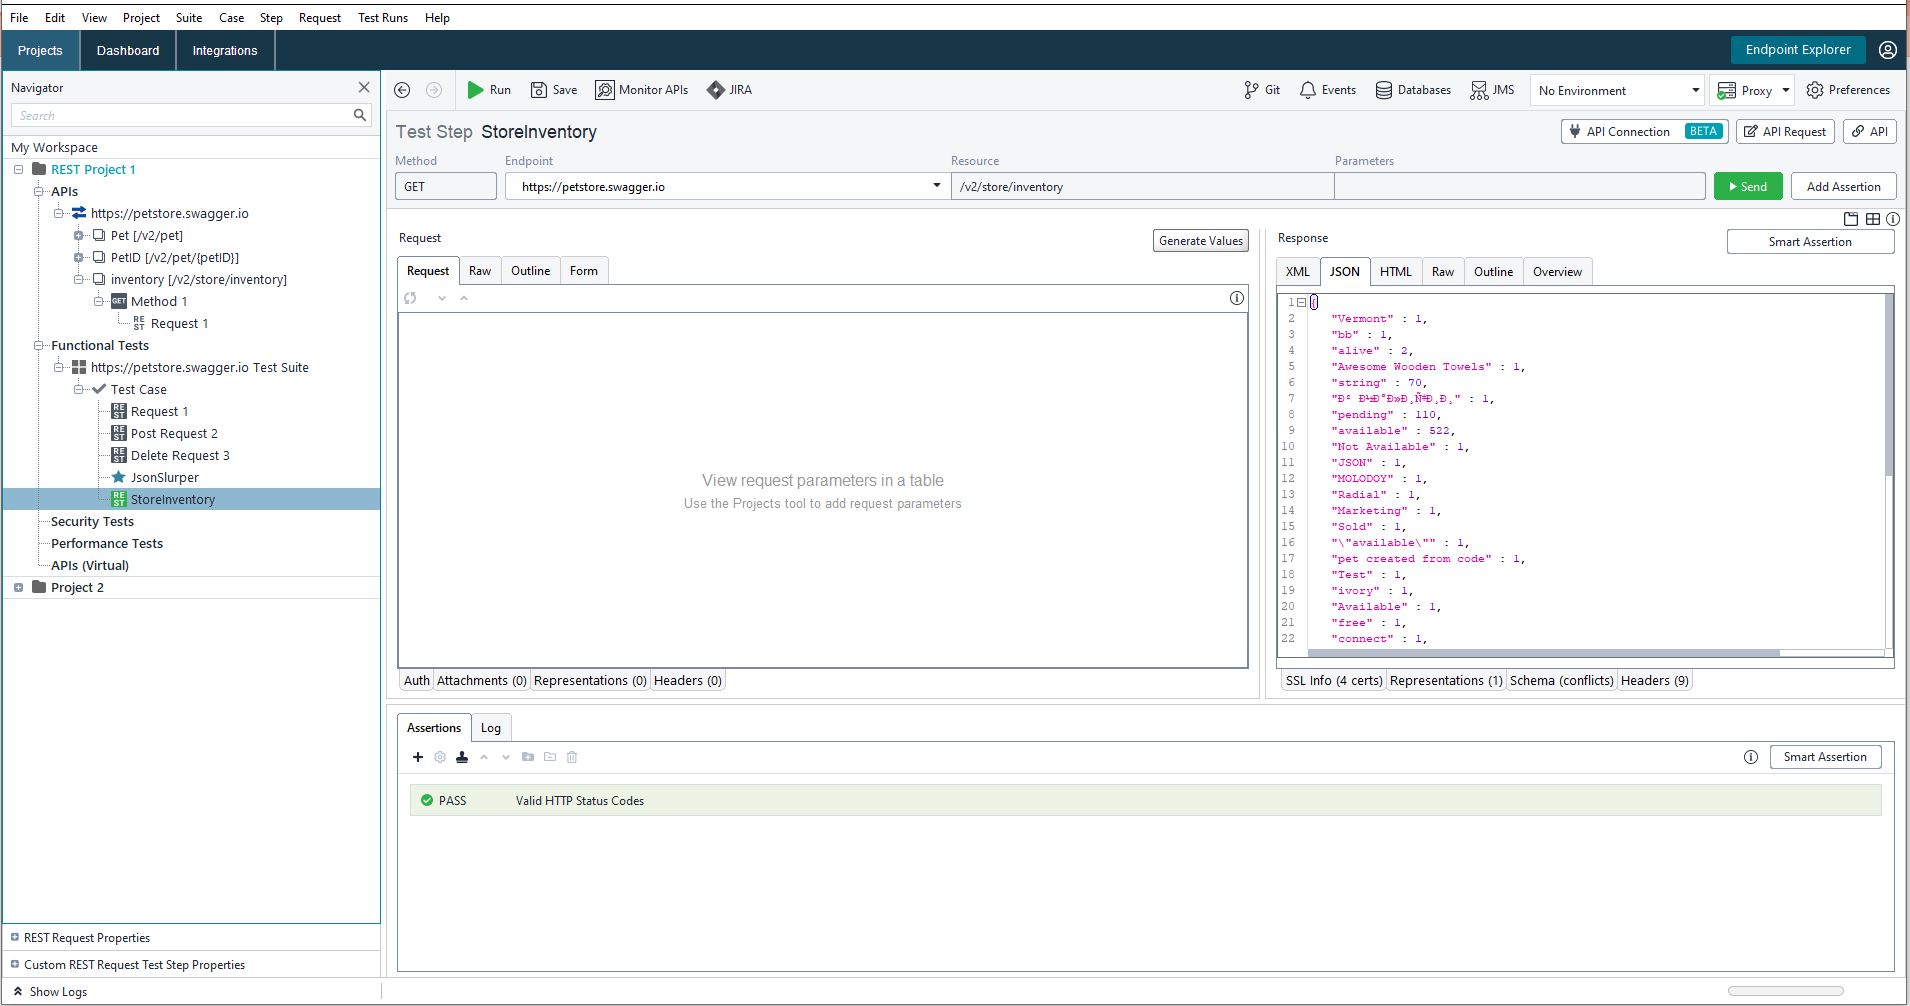 File Edit View Project Suite Case Step Request Test Runs Help
Projects Dashboard Integrations Endpoint Explorer
Navigator
Search
My Workspace
REST Project 1
APIs
https://petstore.swagger.io
Pet [/v2/pet]
PetID [/v2/pet/{petID}]
inventory [/v2/store/inventory]
GET Method 1
REST Request 1
Functional Tests
https://petstore.swagger.io Test Suite
Test Case
REST Request 1
REST Post Request 2
REST Delete Request 3
JsonSlurper
REST StoreInventory
Security Tests
Performance Tests
APIs (Virtual)
Project 2
REST Request Properties
Custom REST Request Test Step Properties
Show Logs
Run Save Monitor APIs JIRA Git Events Databases JMS No Environment Proxy Preferences
Test Step StoreInventory API Connection BETA API Request API
Method Endpoint Resource Parameters
GET https://petstore.swagger.io /v2/store/inventory Send Add Assertion
Request Generate Values
Request Raw Outline Form
View request parameters in a table
Use the Projects tool to add request parameters
Auth Attachments (0) Representations (0) Headers (0)
Response Smart Assertion
XML JSON HTML Raw Outline Overview
1 {
2 "Vermont" : 1,
3 "bb" : 1,
4 "alive" : 2,
5 "Awesome Wooden Towels" : 1,
6 "string" : 70,
7 : 1,
8 "pending" : 110,
9 "available" : 522,
10 "Not Available" : 1,
11 "JSON" : 1,
12 "MOLODOY" : 1,
13 "Radial" : 1,
14 "Marketing" : 1,
15 "Sold" : 1,
16 "\"available\"" : 1,
17 "pet created from code" : 1,
18 "Test" : 1,
19 "ivory" : 1,
20 "Available" : 1,
21 "free" : 1,
22 "connect" : 1,
SSL Info (4 certs) Representations (1) Schema (conflicts) Headers (9)
Assertions Log
Smart Assertion
PASS Valid HTTP Status Codes